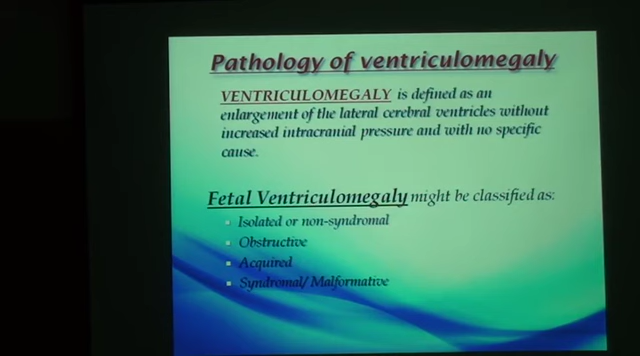 Pathology of ventriculomegaly
VENTRICULOMEGALY is defined as an
enlargement of the lateral cerebral ventricles without
increased intracranial pressure and with no specific
cause.
Fetal Ventriculomegaly might be classified as:
Isolated or non-syndromal
Obstructive
Acquired
Syndromal/ Malformative